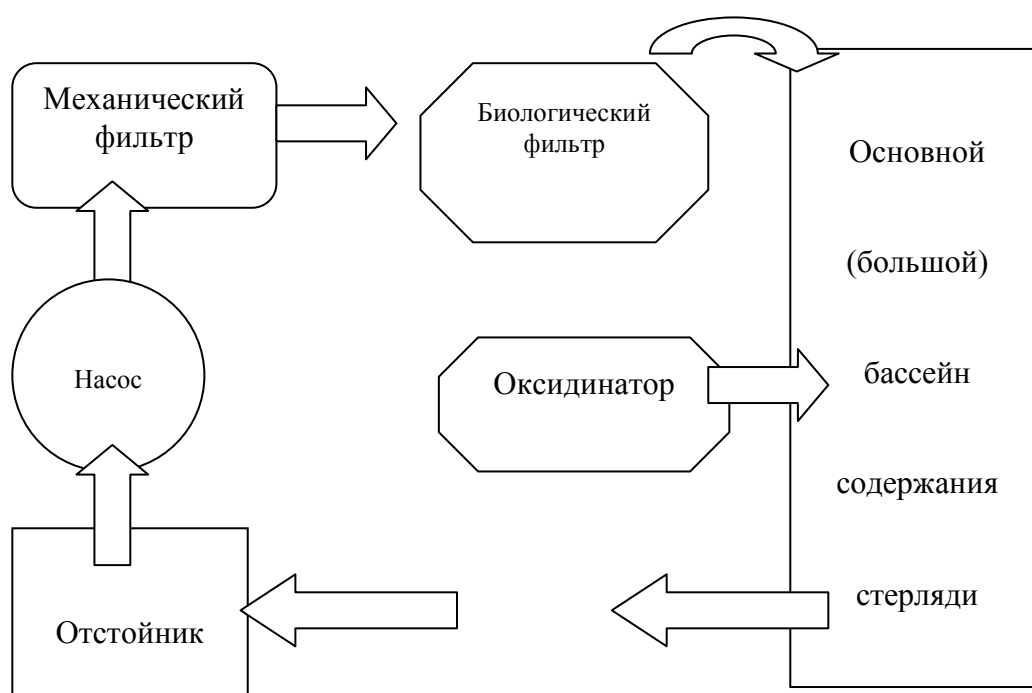 Механический
фильтр
Биологический
фильтр
Основной
(большой)
бассейн
содержания
стерляди
Насос
Оксидинатор
Отстойник